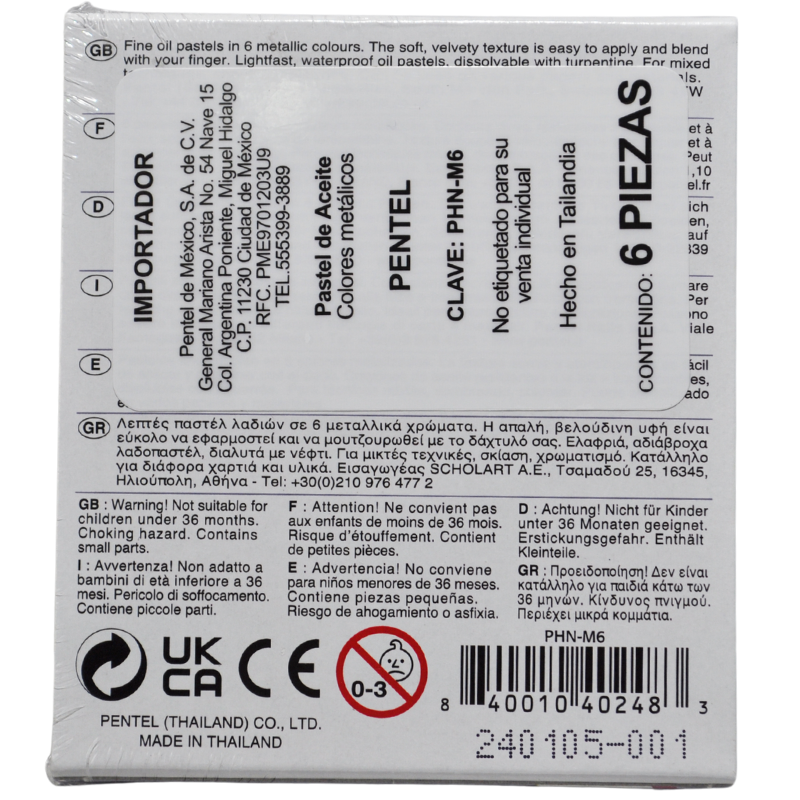 GB Fine oil pastels in 6 metallic colours. The soft, velvety texture is easy to apply and blend
with your finger. Lightfast, waterproof oil pastels, dissolvable with turpentine. For mixed
F
D
I
E
IMPORTADOR
Pentel de México, S.A. de C.V.
General Mariano Arista No. 54 Nave 15
Col. Argentina Poniente, Miguel Hidalgo
C.P. 11230 Ciudad de México
RFC. PME9701203U9
TEL.555399-3889
Pastel de Aceite
Colores metálicos
PENTEL
CLAVE: PHN-M6
No etiquetado para su
venta individual
Hecho en Tailandia
CONTENIDO: 6 PIEZAS
GR Λεπτές παστέλ λαδιών σε 6 μεταλλικά χρώματα. Η απαλή, βελούδινη υφή είναι
εύκολο να εφαρμοστεί και να μουτζουρωθεί με το δάχτυλό σας. Ελαφριά, αδιάβροχα
λαδοπαστέλ, διαλυτά με νέφτι. Για μικτές τεχνικές, σκίαση, χρωματισμό. Κατάλληλο
για διάφορα χαρτιά και υλικά. Εισαγωγέας SCHOLART A.E., Τσαμαδού 25, 16345,
Ηλιούπολη, Αθήνα - Tel: +30(0)210 976 477 2
GB : Warning! Not suitable for
children under 36 months.
Choking hazard. Contains
small parts.
F : Attention! Ne convient pas
aux enfants de moins de 36 mois.
Risque d'étouffement. Contient
de petites pièces.
D : Achtung! Nicht für Kinder
unter 36 Monaten geeignet.
Erstickungsgefahr. Enthält
Kleinteile.
I : Avvertenza! Non adatto a
bambini di età inferiore a 36
mesi. Pericolo di soffocamento.
Contiene piccole parti.
E : Advertencia! No conviene
para niños menores de 36 meses.
Contiene piezas pequeñas.
Riesgo de ahogamiento o asfixia.
GR : Προειδοποίηση! Δεν είναι
κατάλληλο για παιδιά κάτω των
36 μηνών. Κίνδυνος πνιγμού.
Περιέχει μικρά κομμάτια.
UK
CA
CE
0-3
PENTEL (THAILAND) CO., LTD.
MADE IN THAILAND
PHN-M6
8 40010 40248 3
240105-001